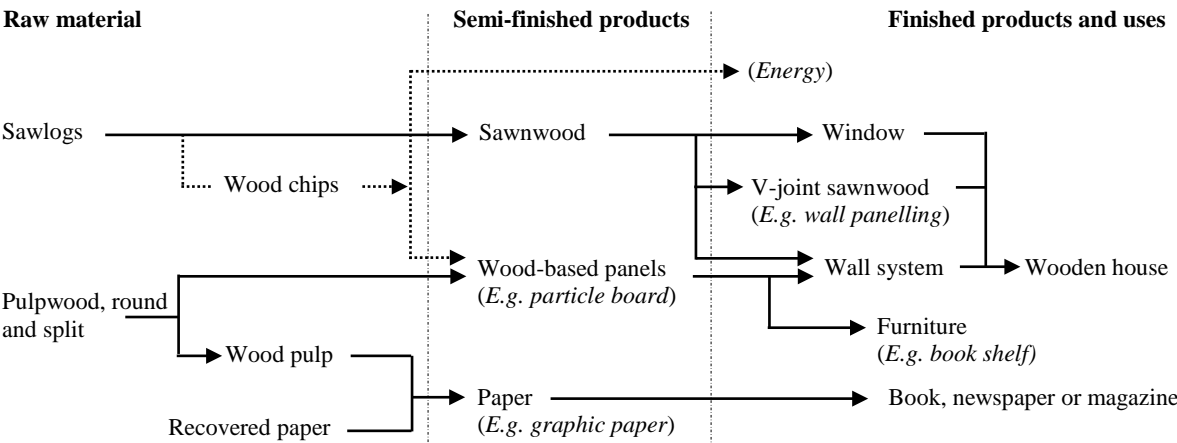 Raw material
Semi-finished products
Finished products and uses
(Energy)
Sawlogs
Sawnwood
Window
Wood chips
V-joint sawnwood
(E.g. wall panelling)
Wood-based panels
(E.g. particle board)
Wall system
Wooden house
Pulpwood, round
and split
Furniture
(E.g. book shelf)
Wood pulp
Paper
(E.g. graphic paper)
Book, newspaper or magazine
Recovered paper